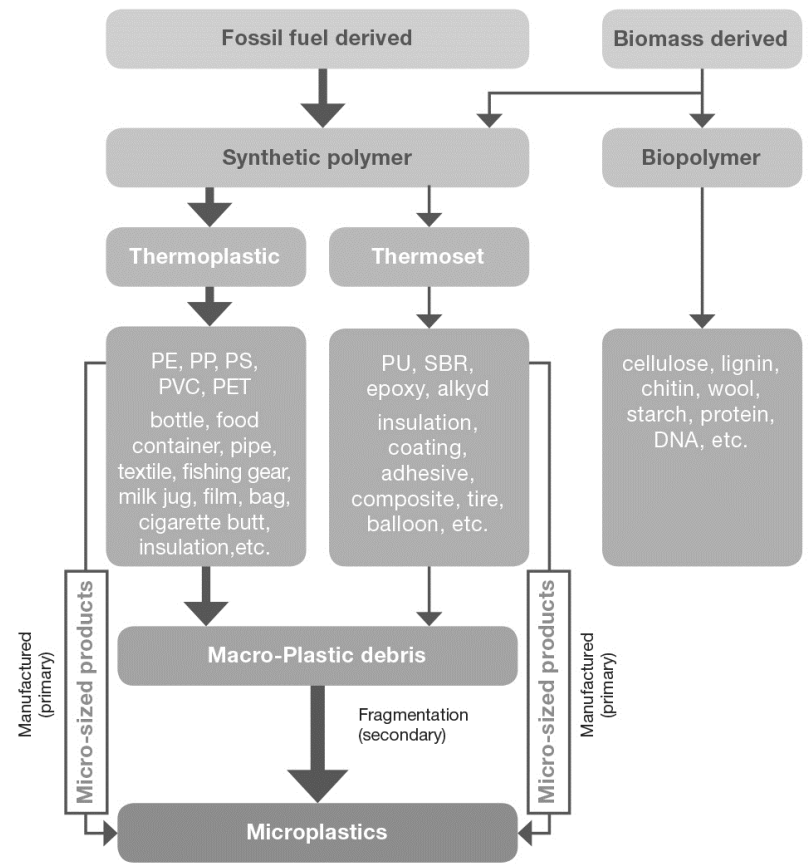 Fossil fuel derived
Biomass derived
Synthetic polymer
Biopolymer
Thermoplastic
Thermoset
PE, PP, PS,
PVC, PET
bottle, food
container, pipe,
textile, fishing gear,
milk jug, film, bag,
cigarette butt,
insulation,etc.
PU, SBR,
epoxy, alkyd
insulation,
coating,
adhesive,
composite, tire,
balloon, etc.
cellulose, lignin,
chitin, wool,
starch, protein,
DNA, etc.
Manufactured
(primary)
Micro-sized products
Macro-Plastic debris
Fragmentation
(secondary)
Micro-sized products
Manufactured
(primary)
Microplastics